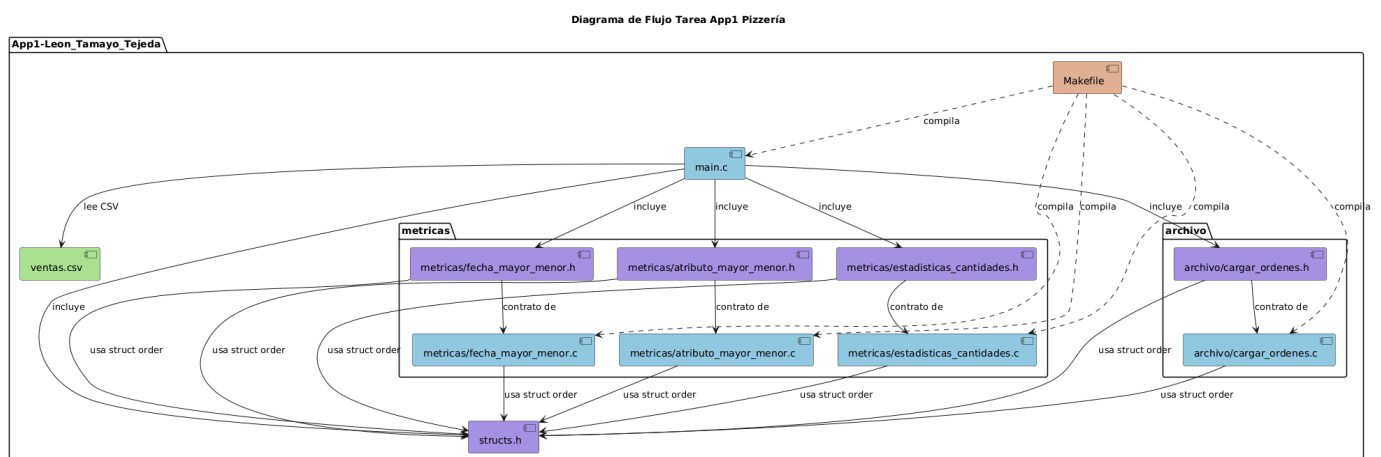 Diagrama de Flujo Tarea App1 Pizzería
App1-Leon_Tamayo_Tejeda
Makefile
compila
main.c
lee CSV
incluye
incluye
incluye
incluye
compila
compila
compila
compila
metricas
archivo
ventas.csv
metricas/fecha_mayor_menor.h
metricas/atributo_mayor_menor.h
metricas/estadisticas_cantidades.h
archivo/cargar_ordenes.h
incluye
contrato de
contrato de
contrato de
contrato de
usa struct order
usa struct order
usa struct order
usa struct order
metricas/fecha_mayor_menor.c
metricas/atributo_mayor_menor.c
metricas/estadisticas_cantidades.c
archivo/cargar_ordenes.c
usa struct order
usa struct order
usa struct order
usa struct order
structs.h